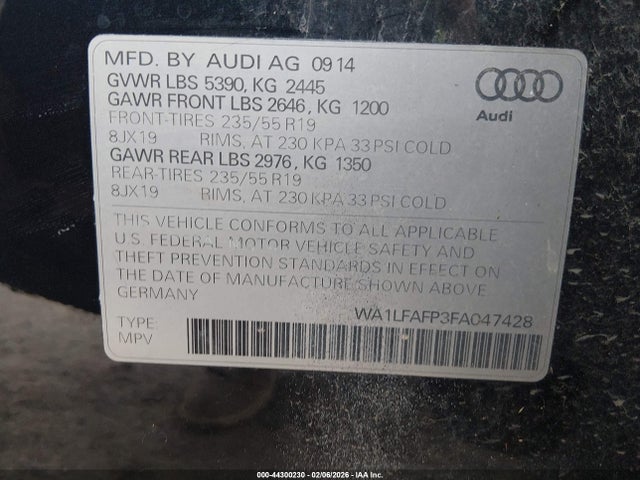 MFD. BY AUDI AG 0914
GVWR LBS 5390, KG 2445
GAWR FRONT LBS 2646, KG 1200
FRONT-TIRES 235/55 R19
8JX19 RIMS, AT 230 KPA 33 PSI COLD
GAWR REAR LBS 2976, KG 1350
REAR-TIRES 235/55 R19
8JX19 RIMS, AT 230 KPA 33 PSI COLD
Audi
THIS VEHICLE CONFORMS TO ALL APPLICABLE
U.S. FEDERAL MOTOR VEHICLE SAFETY AND
THEFT PREVENTION STANDARDS IN EFFECT ON
THE DATE OF MANUFACTURE SHOWN ABOVE.
GERMANY
WA1LFAFP3FA047428
TYPE:
MPV
000-44300230 - 02/06/2026 - IAA Inc.